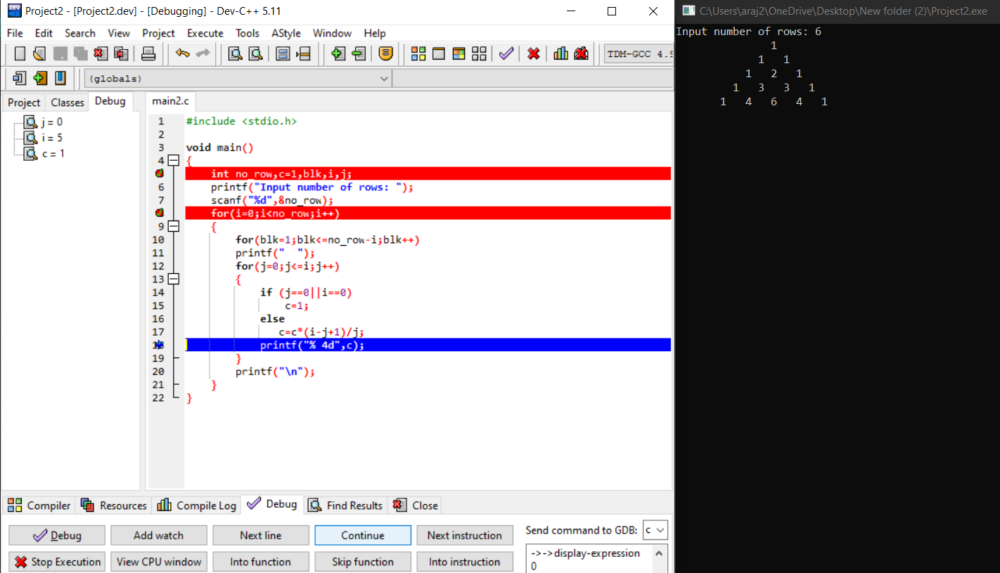 Project2 - [Project2.dev] - [Debugging] - Dev-C++ 5.11
File Edit Search View Project Execute Tools AStyle Window Help
TDM-GCC 4.9
(globals)
Project Classes Debug
j = 0
i = 5
c = 1
main2.c
1 #include <stdio.h>
2
3 void main()
4 {
int no_row,c=1,blk,i,j;
6 printf("Input number of rows: ");
7 scanf("%d",&no_row);
for(i=0;i<no_row;i++)
9 {
10 for(blk=1;blk<=no_row-i;blk++)
11 printf("  ");
12 for(j=0;j<=i;j++)
13 {
14 if (j==0||i==0)
15 c=1;
16 else
17 c=c*(i-j+1)/j;
18 printf("% 4d",c);
19 }
20 printf("\n");
21 }
22 }
Compiler Resources Compile Log Debug Find Results Close
Debug Add watch Next line Continue Next instruction
Stop Execution View CPU window Into function Skip function Into instruction
Send command to GDB: c
->->display-expression
0
C:\Users\araj2\OneDrive\Desktop\New folder (2)\Project2.exe
Input number of rows: 6
1
1 1
1 2 1
1 3 3 1
1 4 6 4 1